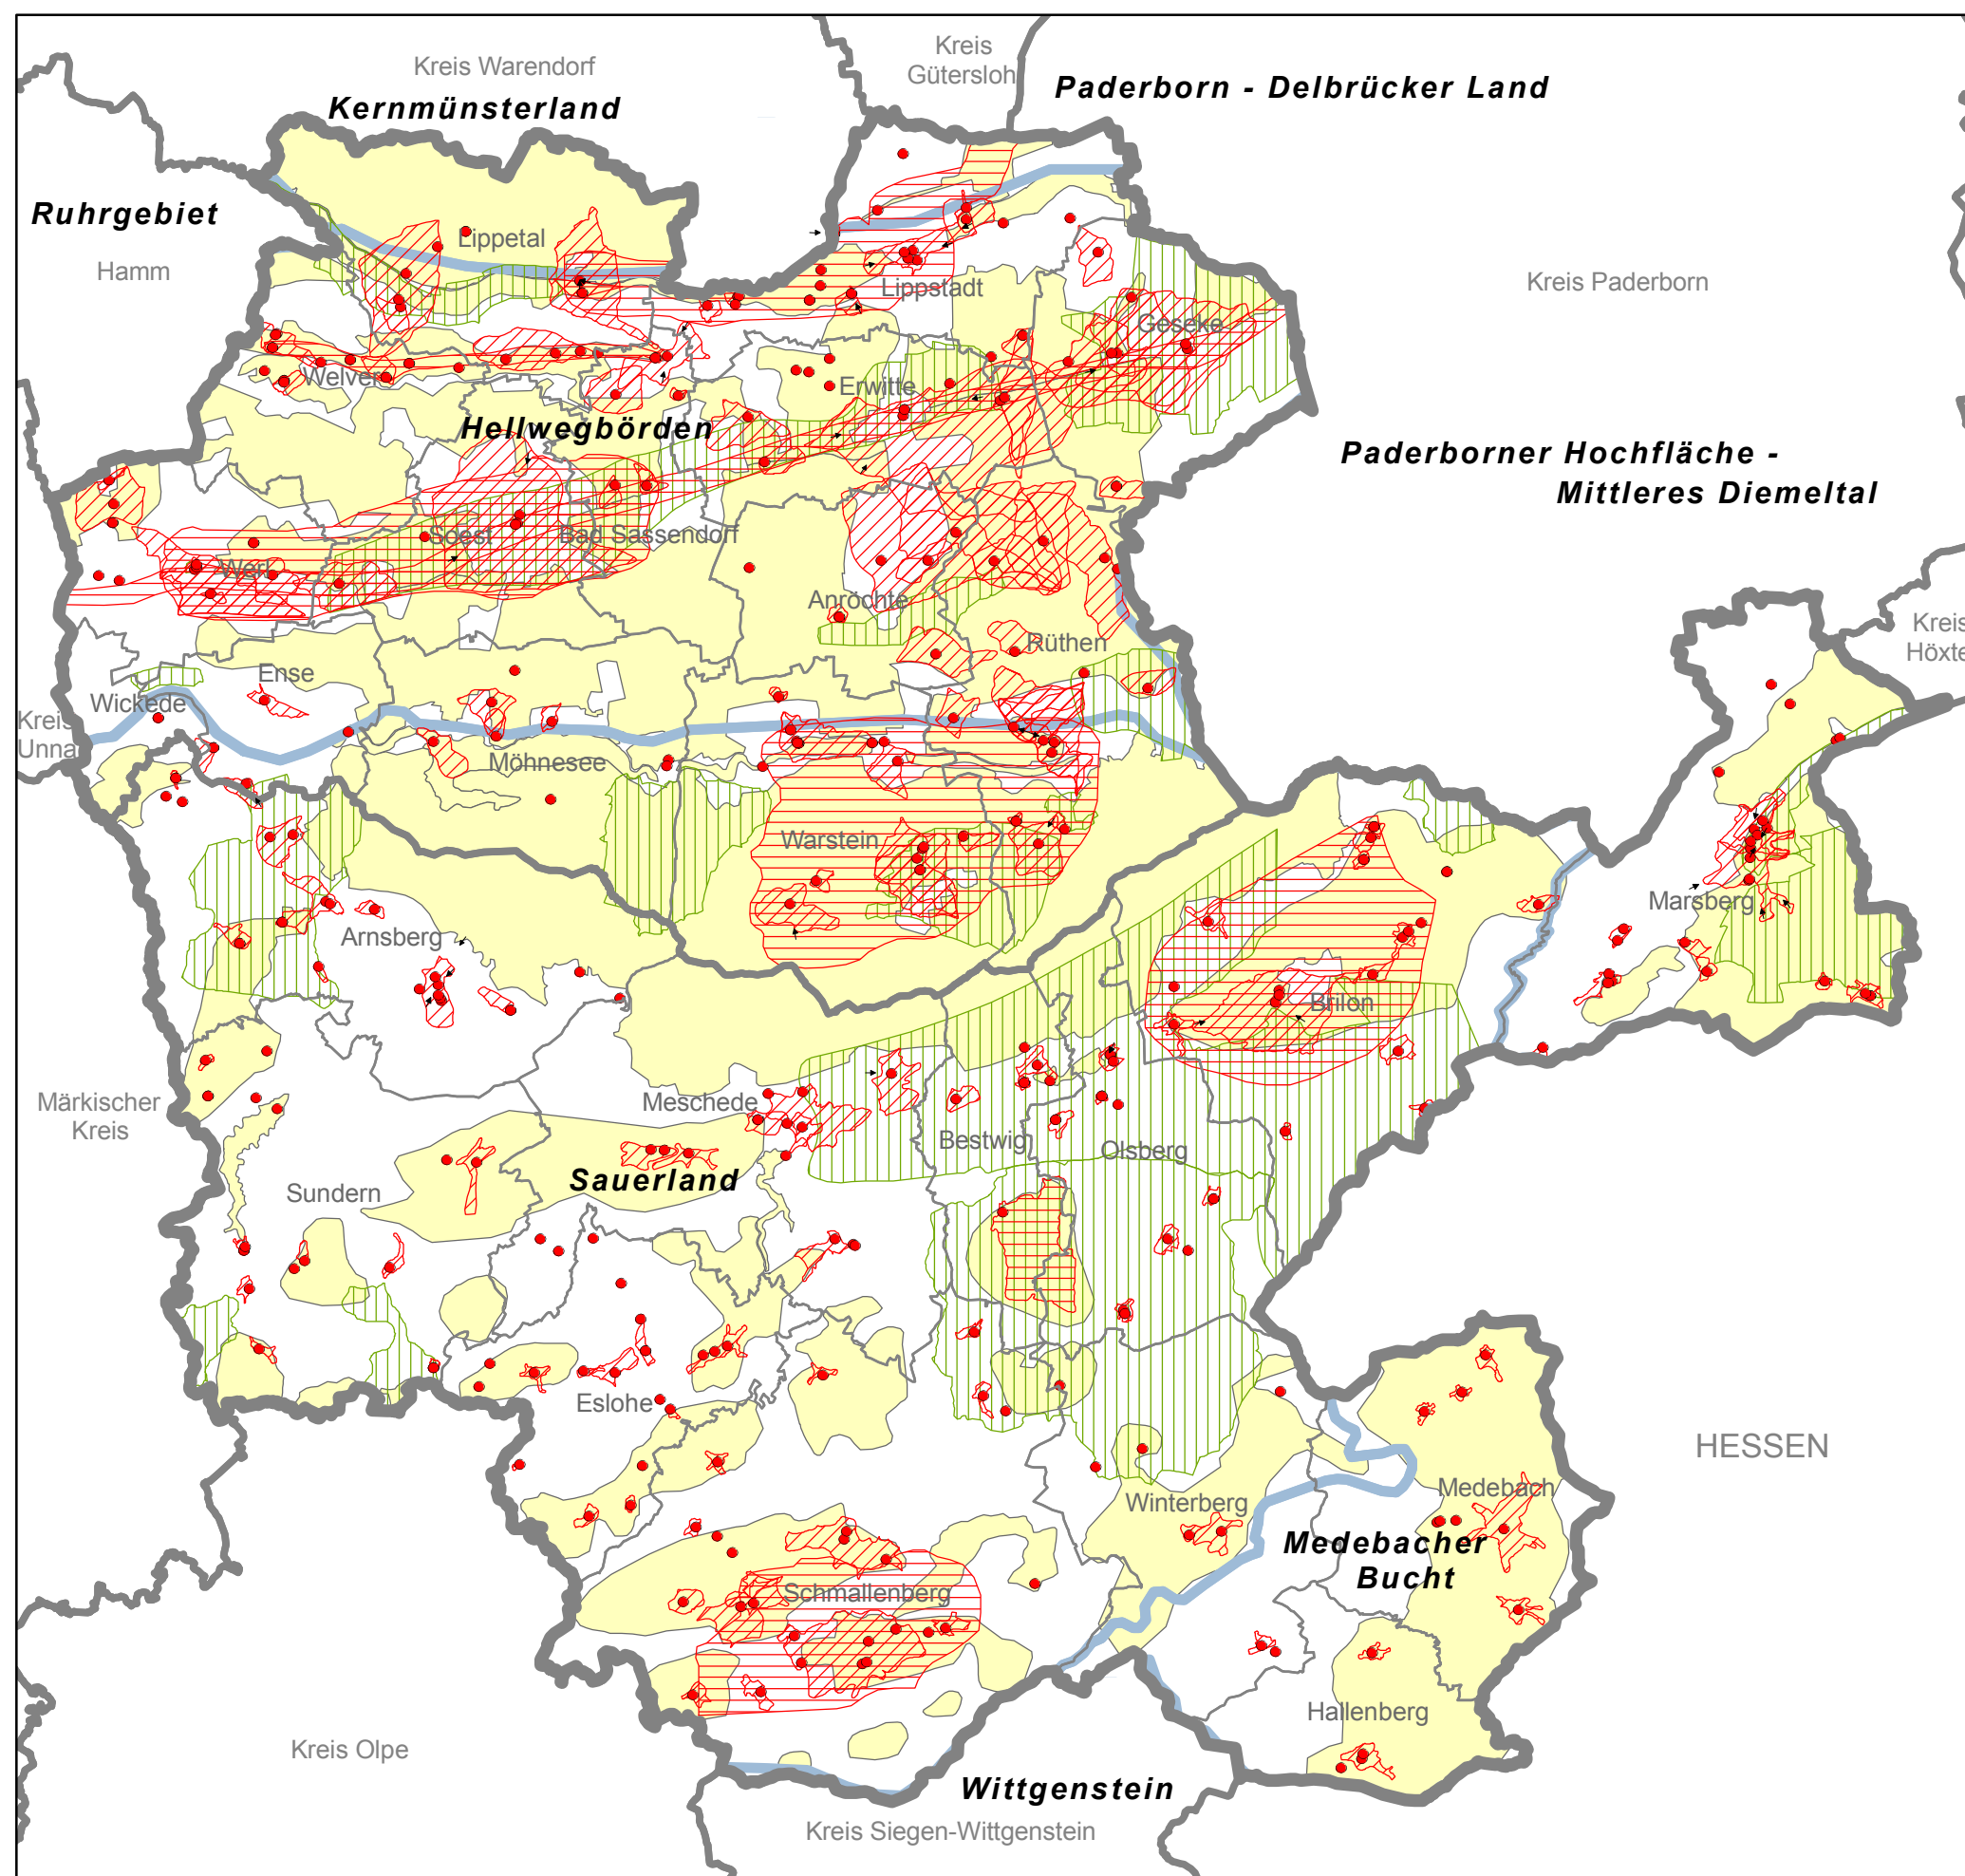 Kreis
Gütersloh
Kreis Warendorf
Kernmünsterland
Paderborn - Delbrücker Land
Ruhrgebiet
Hamm
Lippetal
Lippstadt
Kreis Paderborn
Geseke
Welver
Erwitte
Hellwegbörden
Paderborner Hochfläche -
Mittleres Diemeltal
Soest
Bad Sassendorf
Werl
Anröchte
Rüthen
Kreis
Höxte
Ense
Wickede
Kreis
Unna
Möhnesee
Warstein
Marsberg
Arnsberg
Brilon
Märkischer
Kreis
Meschede
Bestwig
Olsberg
Sauerland
Sundern
Eslohe
HESSEN
Medebach
Winterberg
Medebacher
Bucht
Schmallenberg
Hallenberg
Kreis Olpe
Wittgenstein
Kreis Siegen-Wittgenstein